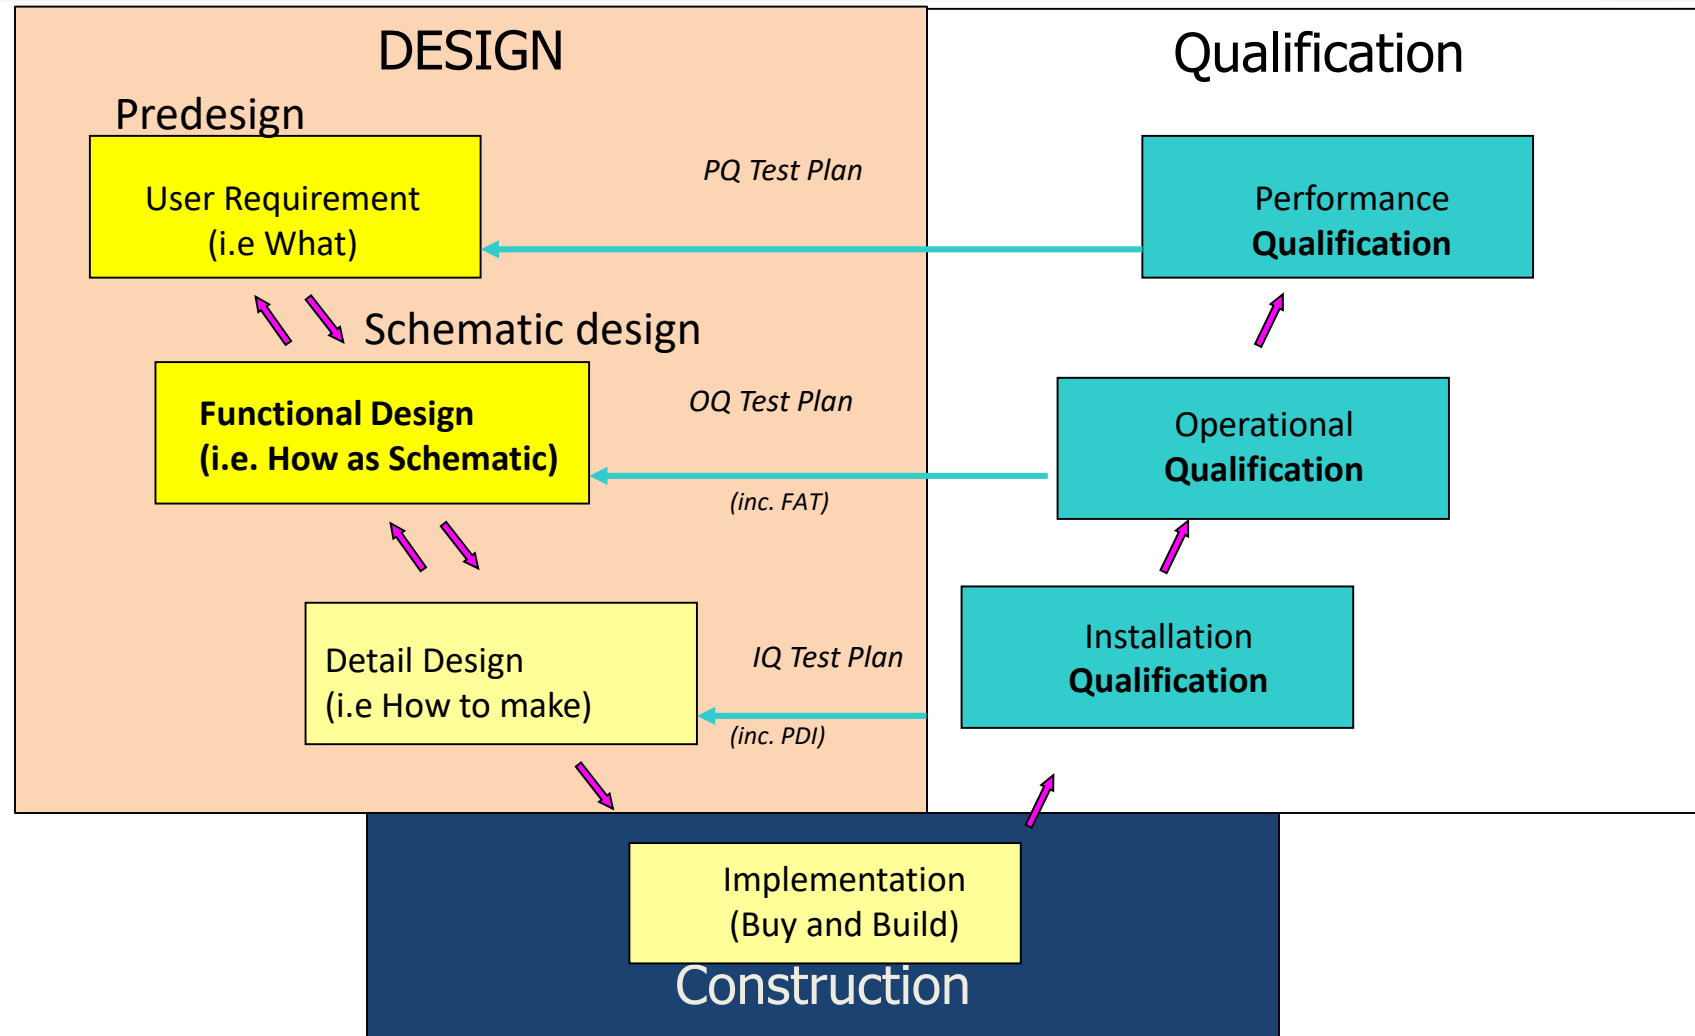 DESIGN
Qualification
Predesign
User Requirement
(i.e What)
PQ Test Plan
Performance
Qualification
Schematic design
Functional Design
(i.e. How as Schematic)
OQ Test Plan
(inc. FAT)
Operational
Qualification
Detail Design
(i.e How to make)
IQ Test Plan
(inc. PDI)
Installation
Qualification
Implementation
(Buy and Build)
Construction